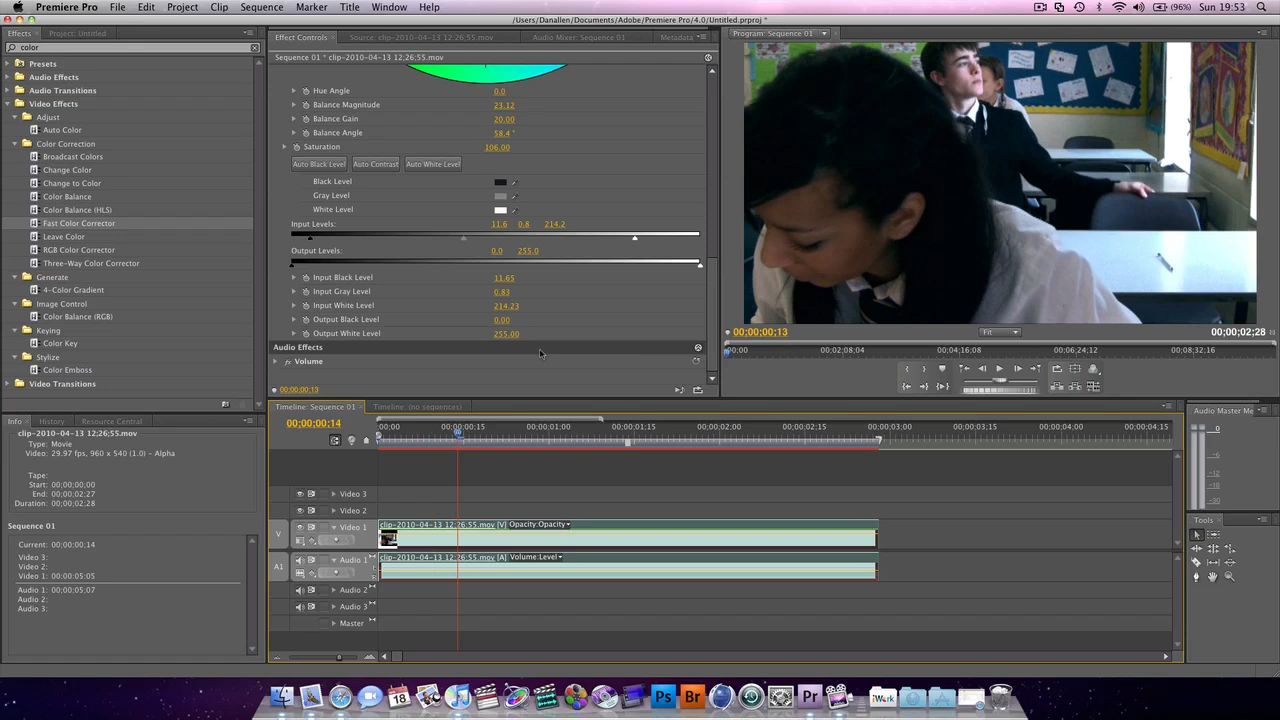 Premiere Pro File Edit Project Clip Sequence Marker Title Window Help (96%) Sun 19:53
/Users/Danallen/Documents/Adobe/Premiere Pro/4.0/Untitled.prproj *
Effects Project: Untitled
color
Presets
Audio Effects
Audio Transitions
Video Effects
Adjust
Auto Color
Color Correction
Broadcast Colors
Change Color
Change to Color
Color Balance
Color Balance (HLS)
Fast Color Corrector
Leave Color
RGB Color Corrector
Three-Way Color Corrector
Generate
4-Color Gradient
Image Control
Color Balance (RGB)
Keying
Color Key
Stylize
Color Emboss
Video Transitions
Effect Controls Source: clip-2010-04-13 12;26;55.mov Audio Mixer: Sequence 01 Metadata
Sequence 01 * clip-2010-04-13 12;26;55.mov
Hue Angle 0.0
Balance Magnitude 23.12
Balance Gain 20.00
Balance Angle 58.4 °
Saturation 106.00
Auto Black Level Auto Contrast Auto White Level
Black Level
Gray Level
White Level
Input Levels: 11.6 0.8 214.2
Output Levels: 0.0 255.0
Input Black Level 11.65
Input Gray Level 0.83
Input White Level 214.23
Output Black Level 0.00
Output White Level 255.00
Audio Effects
fx Volume
00;00;00;13
Program: Sequence 01
00;00;00;13 Fit 00;00;02;28
00;00 00;02;08;04 00;04;16;08 00;06;24;12 00;08;32;16
Info History Resource Central
clip-2010-04-13 12;26;55.mov
Type: Movie
Video: 29.97 fps, 960 x 540 (1.0) - Alpha
Tape:
Start: 00;00;00;00
End: 00;00;02;27
Duration: 00;00;02;28
Sequence 01
Current: 00;00;00;14
Video 3:
Video 2:
Video 1: 00;00;05;05
Audio 1: 00;00;05;07
Audio 2:
Audio 3:
Timeline: Sequence 01 Timeline: (no sequences)
00;00;00;14
00;00 00;00;00;15 00;00;01;00 00;00;01;15 00;00;02;00 00;00;02;15 00;00;03;00 00;00;03;15 00;00;04;00 00;00;04;15
Video 3
Video 2
V Video 1 clip-2010-04-13 12;26;55.mov [V] Opacity:Opacity
A1 Audio 1 clip-2010-04-13 12;26;55.mov [A] Volume:Level
Audio 2
Audio 3
Master
Audio Master Me
0
-6
-12
-18
-30
Tools
18
Ps Br Pr iWork